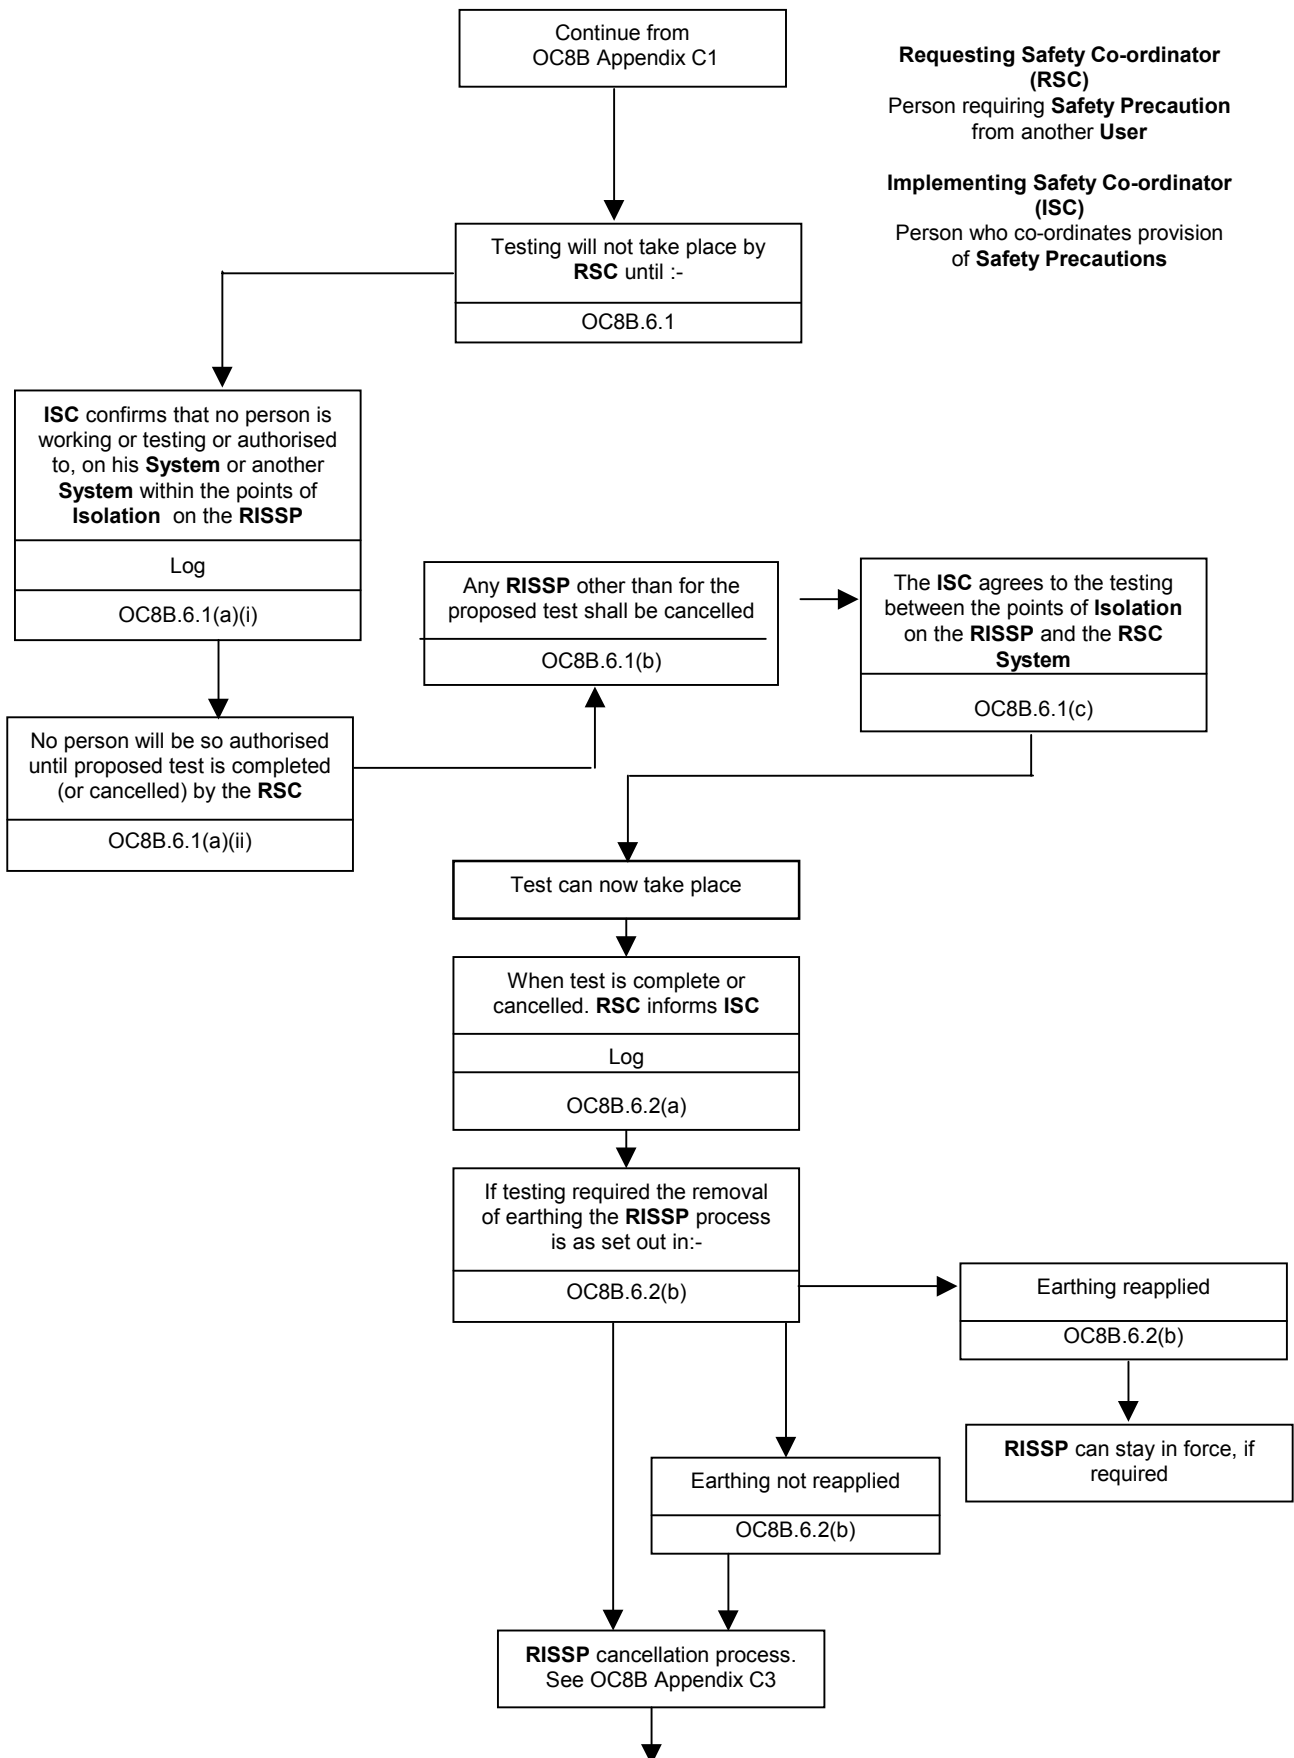 Continue from
OC8B Appendix C1
Requesting Safety Co-ordinator
(RSC)
Person requiring Safety Precaution
from another User
Implementing Safety Co-ordinator
(ISC)
Person who co-ordinates provision
of Safety Precautions
Testing will not take place by
RSC until :-
OC8B.6.1
ISC confirms that no person is
working or testing or authorised
to, on his System or another
System within the points of
Isolation on the RISSP
Log
OC8B.6.1(a)(i)
No person will be so authorised
until proposed test is completed
(or cancelled) by the RSC
OC8B.6.1(a)(ii)
Any RISSP other than for the
proposed test shall be cancelled
OC8B.6.1(b)
The ISC agrees to the testing
between the points of Isolation
on the RISSP and the RSC
System
OC8B.6.1(c)
Test can now take place
When test is complete or
cancelled. RSC informs ISC
Log
OC8B.6.2(a)
If testing required the removal
of earthing the RISSP process
is as set out in:-
OC8B.6.2(b)
Earthing reapplied
OC8B.6.2(b)
RISSP can stay in force, if
required
Earthing not reapplied
OC8B.6.2(b)
RISSP cancellation process.
See OC8B Appendix C3